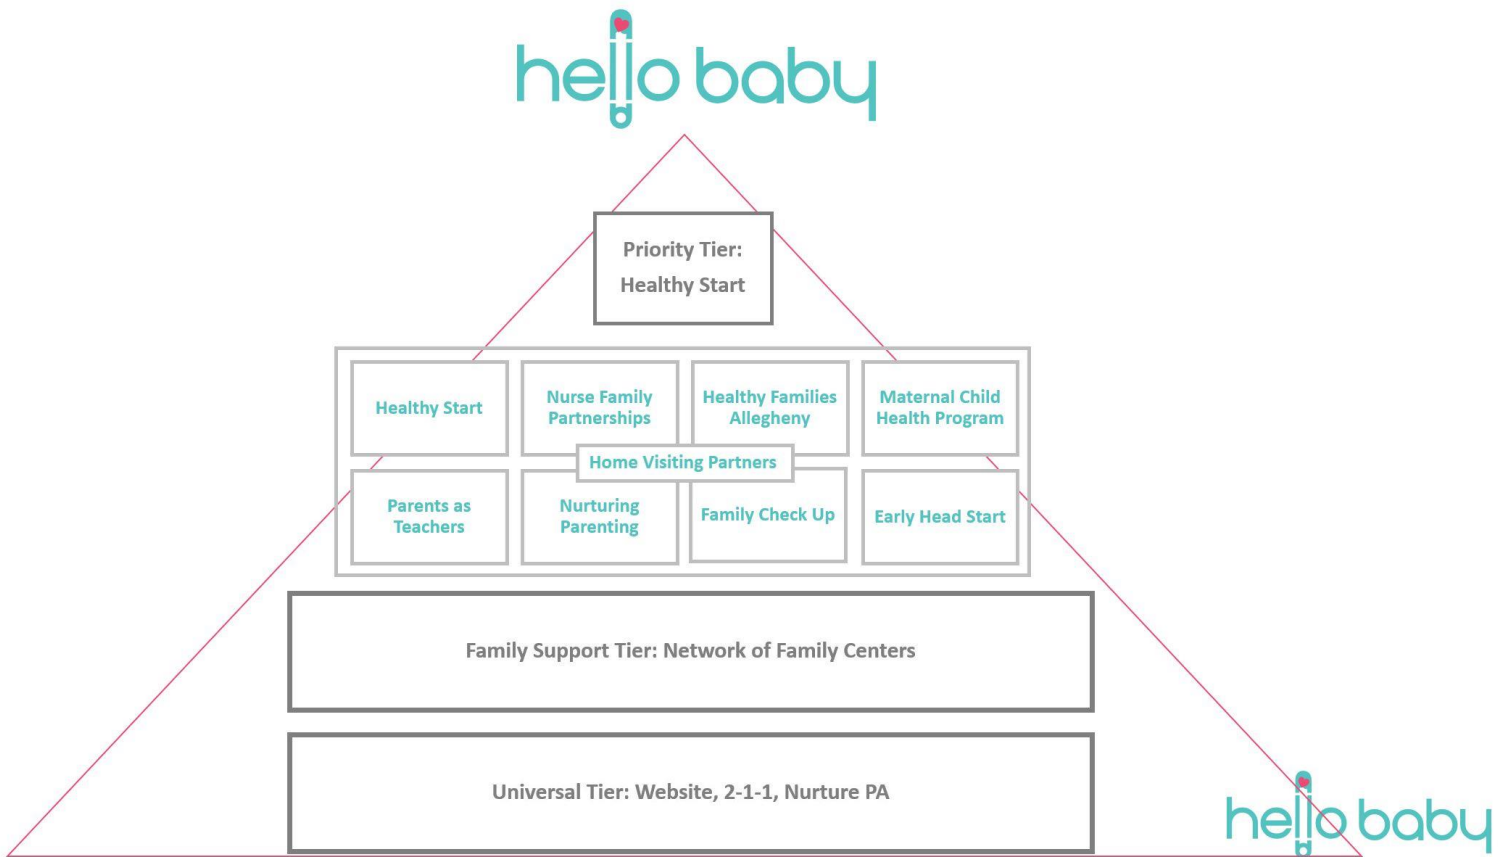 hello baby
Priority Tier:
Healthy Start
Healthy Start
Nurse Family
Partnerships
Healthy Families
Allegheny
Maternal Child
Health Program
Home Visiting Partners
Parents as
Teachers
Nurturing
Parenting
Family Check Up
Early Head Start
Family Support Tier: Network of Family Centers
Universal Tier: Website, 2-1-1, Nurture PA
hello baby